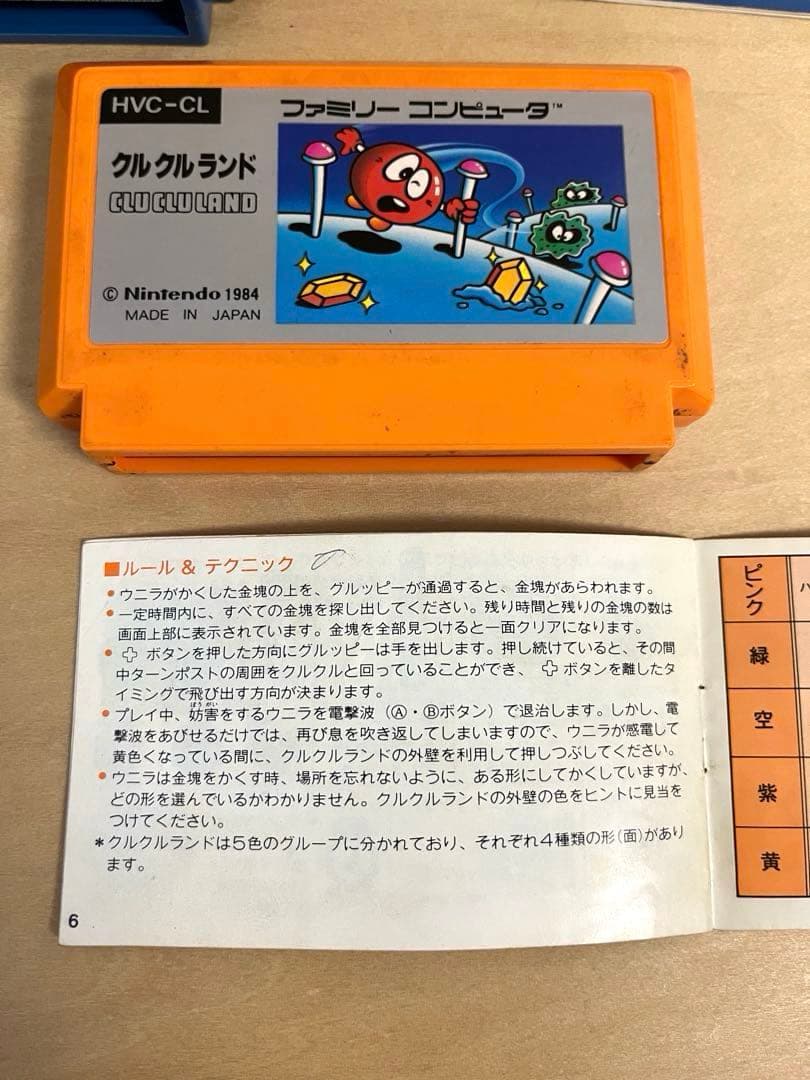 HVC-CL
ファミリー コンピュータ™
クルクルランド
CLU CLU LAND
© Nintendo 1984
MADE IN JAPAN
■ルール & テクニック
●ウニラがかくした金塊の上を、グルッピーが通過すると、金塊があらわれます。
●一定時間内に、すべての金塊を探し出してください。残り時間と残りの金塊の数は
画面上部に表示されています。金塊を全部見つけると一面クリアになります。
● ボタンを押した方向にグルッピーは手を出します。押し続けていると、その間
中ターンポストの周囲をクルクルと回っていることができ、 ボタンを離したタ
イミングで飛び出す方向が決まります。
●プレイ中、妨害をするウニラを電撃波（Ⓐ・Ⓑボタン）で退治します。しかし、電
撃波をあびせるだけでは、再び息を吹き返してしまいますので、ウニラが感電して
黄色くなっている間に、クルクルランドの外壁を利用して押しつぶしてください。
●ウニラは金塊をかくす時、場所を忘れないように、ある形にしてかくしていますが、
どの形を選んでいるかわかりません。クルクルランドの外壁の色をヒントに見当を
つけてください。
*クルクルランドは5色のグループに分かれており、それぞれ4種類の形(面)があり
ます。
6
ピンク
緑
空
紫
黄